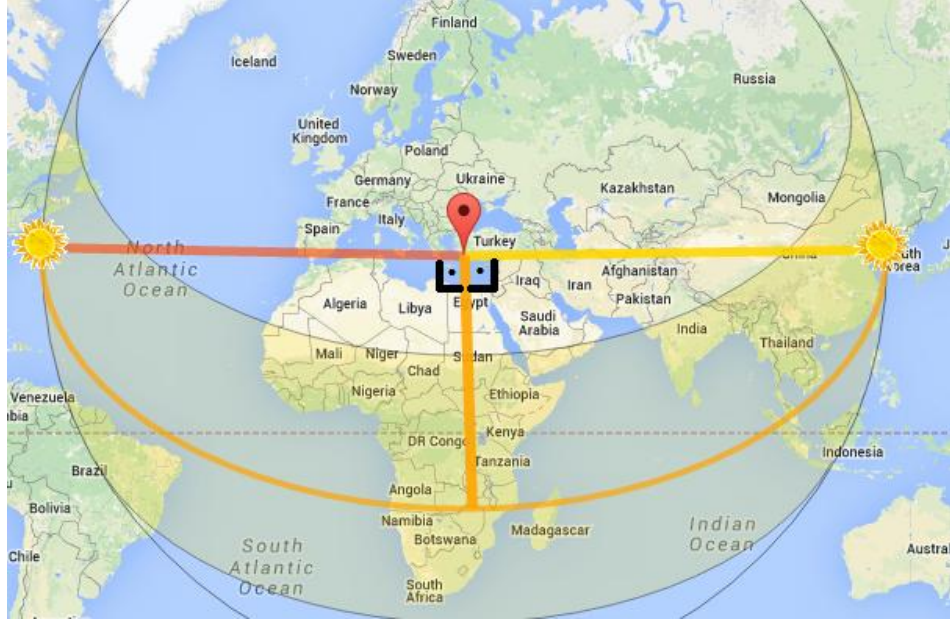 Finland
Sweden
Iceland
Russia
Norway
United
Kingdom
Poland
Germany
Ukraine
Kazakhstan
France
Mongolia
Italy
Spain
Turkey
North
Atlantic
Ocean
China
Afghanistan
Iraq
Iran
Pakistan
Algeria
Libya
Egypt
Saudi
Arabia
India
Thailand
Mali
Niger
Sudan
Chad
Nigeria
Ethiopia
Venezuela
DR Congo
Kenya
Indonesia
Tanzania
Brazil
Angola
Bolivia
Namibia
Madagascar
Botswana
Indian
Ocean
South
Atlantic
Ocean
Chile
South
Africa